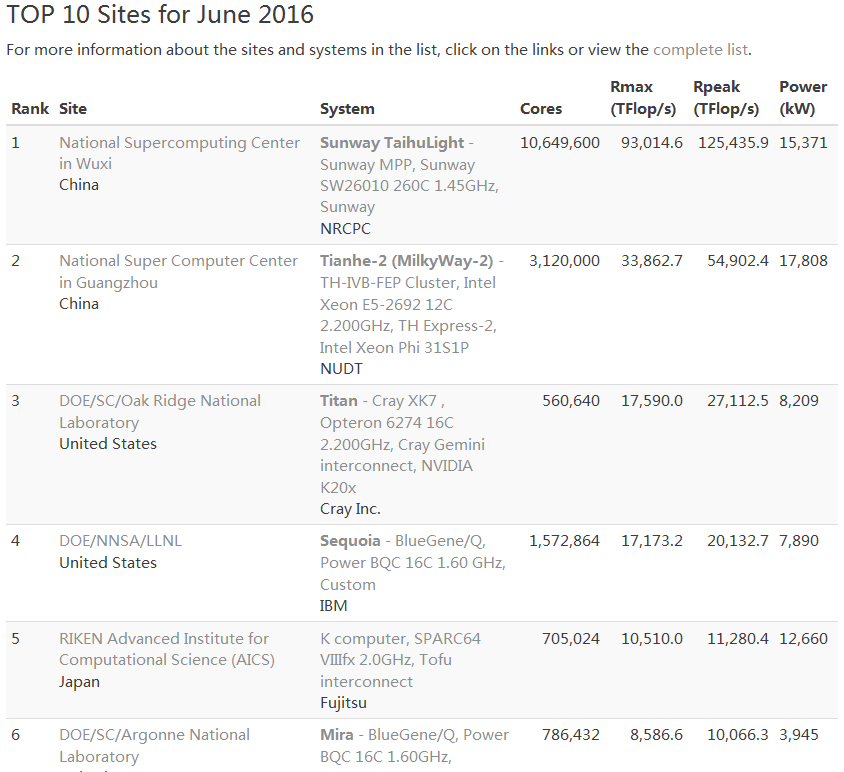 TOP 10 Sites for June 2016
For more information about the sites and systems in the list, click on the links or view the complete list.
Rank Site System Cores Rmax (TFlop/s) Rpeak (TFlop/s) Power (kW)
1 National Supercomputing Center Sunway TaihuLight - 10,649,600 93,014.6 125,435.9 15,371
in Wuxi Sunway MPP, Sunway
China SW26010 260C 1.45GHz,
Sunway
NRCPC
2 National Super Computer Center Tianhe-2 (MilkyWay-2) - 3,120,000 33,862.7 54,902.4 17,808
in Guangzhou TH-IVB-FEP Cluster, Intel
China Xeon E5-2692 12C
2.200GHz, TH Express-2,
Intel Xeon Phi 31S1P
NUDT
3 DOE/SC/Oak Ridge National Titan - Cray XK7 , 560,640 17,590.0 27,112.5 8,209
Laboratory Opteron 6274 16C
United States 2.200GHz, Cray Gemini
interconnect, NVIDIA
K20x
Cray Inc.
4 DOE/NNSA/LLNL Sequoia - BlueGene/Q, 1,572,864 17,173.2 20,132.7 7,890
United States Power BQC 16C 1.60 GHz,
Custom
IBM
5 RIKEN Advanced Institute for K computer, SPARC64 705,024 10,510.0 11,280.4 12,660
Computational Science (AICS) VIIIfx 2.0GHz, Tofu
Japan interconnect
Fujitsu
6 DOE/SC/Argonne National Mira - BlueGene/Q, Power 786,432 8,586.6 10,066.3 3,945
Laboratory BQC 16C 1.60GHz,